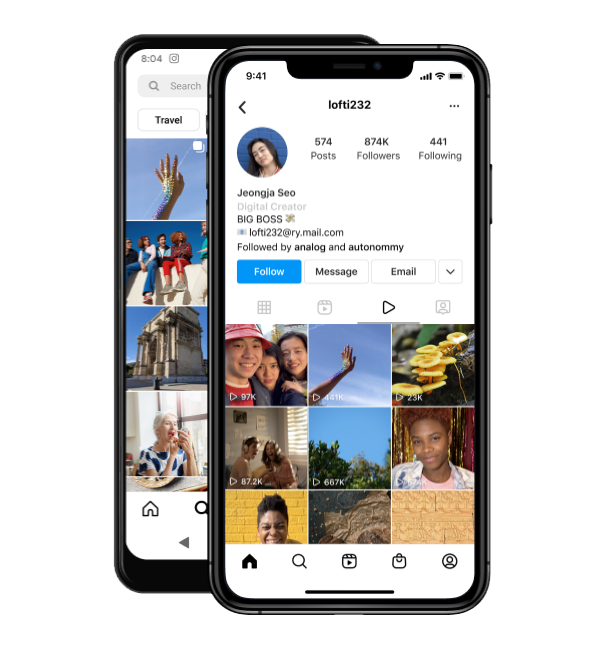 8:04
Search
Travel
9:41
lofti232
574 874K 441
Posts Followers Following
Jeongja Seo
Digital Creator
BIG BOSS 💸
📧 lofti232@ry.mail.com
Followed by analog and autonommy
Follow Message Email
97K 441K 23K
87.2K 667K